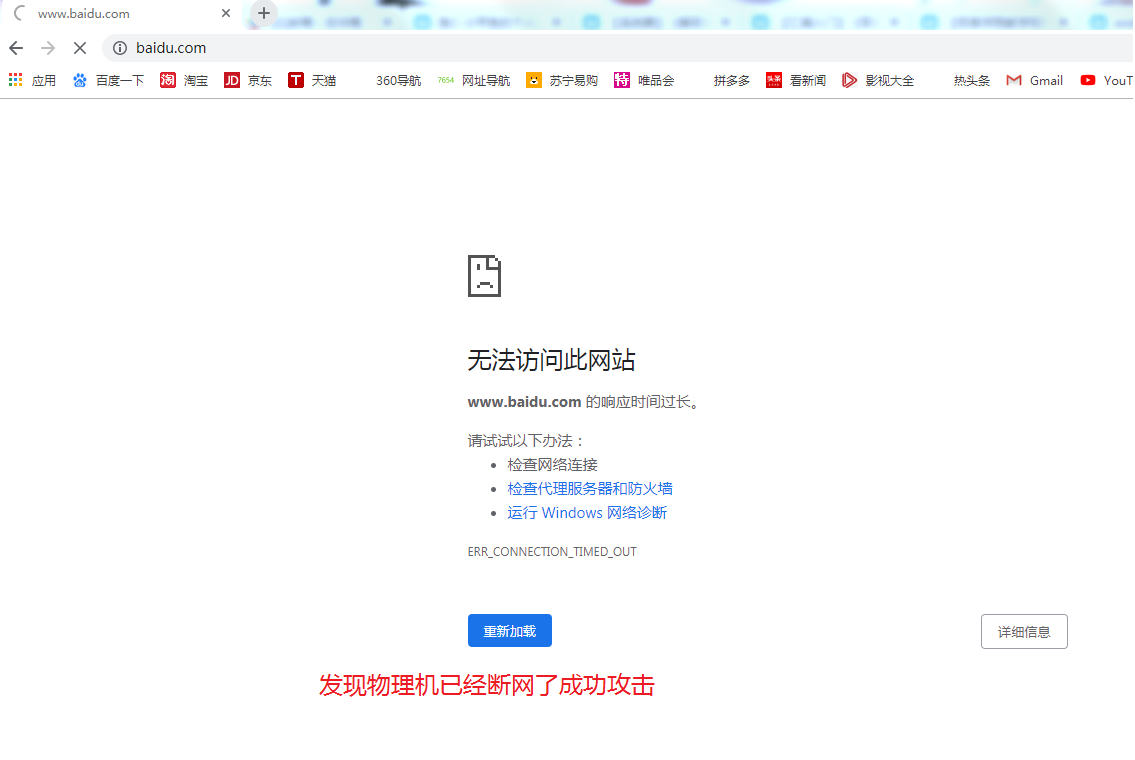 www.baidu.com
baidu.com
应用 百度一下 淘 淘宝 JD 京东 T 天猫 360导航 7654 网址导航 苏宁易购 特 唯品会 拼多多 头条 看新闻 影视大全 热头条 Gmail YouT
无法访问此网站
www.baidu.com 的响应时间过长。
请试试以下办法：
• 检查网络连接
• 检查代理服务器和防火墙
• 运行 Windows 网络诊断
ERR_CONNECTION_TIMED_OUT
重新加载 详细信息
发现物理机已经断网了成功攻击